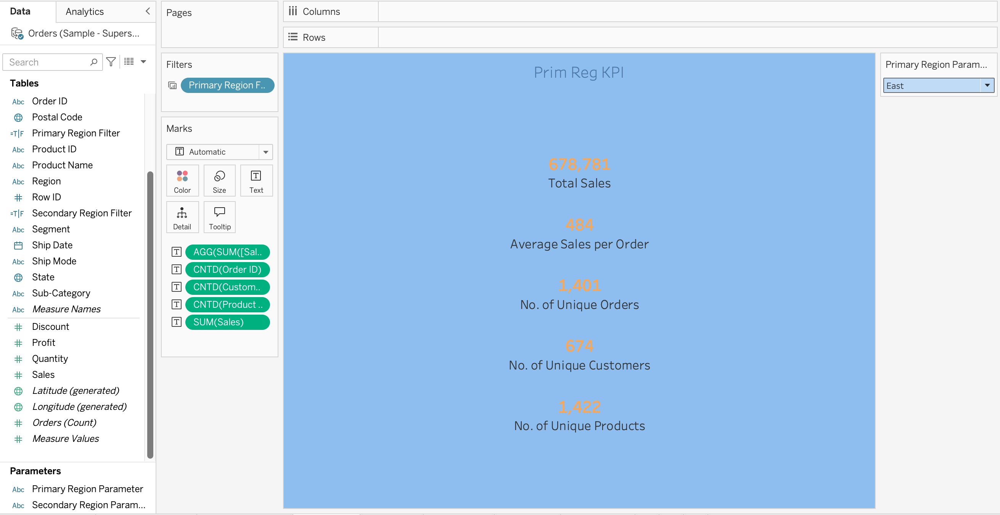 Data
Analytics
Orders (Sample - Supers...
Search
Tables
Abc Order ID
Postal Code
=T|F Primary Region Filter
Abc Product ID
Abc Product Name
Abc Region
# Row ID
=T|F Secondary Region Filter
Abc Segment
Ship Date
Abc Ship Mode
State
Abc Sub-Category
Abc Measure Names
# Discount
# Profit
# Quantity
# Sales
Latitude (generated)
Longitude (generated)
# Orders (Count)
# Measure Values
Parameters
Abc Primary Region Parameter
Abc Secondary Region Param...
Pages
Filters
Primary Region F..
Marks
T Automatic
Color
Size
T Text
Detail
Tooltip
T AGG(SUM([Sal..
T CNTD(Order ID)
T CNTD(Custom..
T CNTD(Product ..
T SUM(Sales)
Columns
Rows
Prim Reg KPI
678,781
Total Sales
484
Average Sales per Order
1,401
No. of Unique Orders
674
No. of Unique Customers
1,422
No. of Unique Products
Primary Region Param...
East